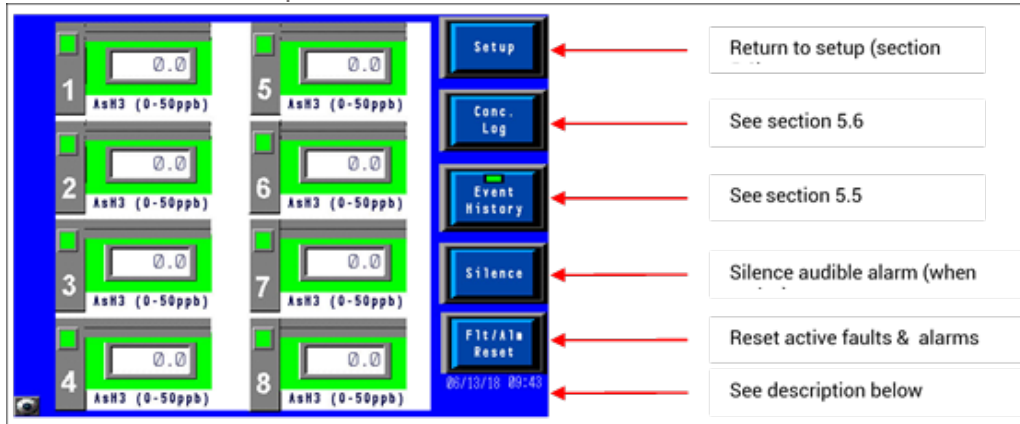 1
0.0
AsH3 (0-50ppb)
2
0.0
AsH3 (0-50ppb)
3
0.0
AsH3 (0-50ppb)
4
0.0
AsH3 (0-50ppb)
5
0.0
AsH3 (0-50ppb)
6
0.0
AsH3 (0-50ppb)
7
0.0
AsH3 (0-50ppb)
8
0.0
AsH3 (0-50ppb)
Setup
Conc.
Log
Event
History
Silence
Flt/Alm
Reset
06/13/18 09:43
Return to setup (section
See section 5.6
See section 5.5
Silence audible alarm (when
Reset active faults & alarms
See description below